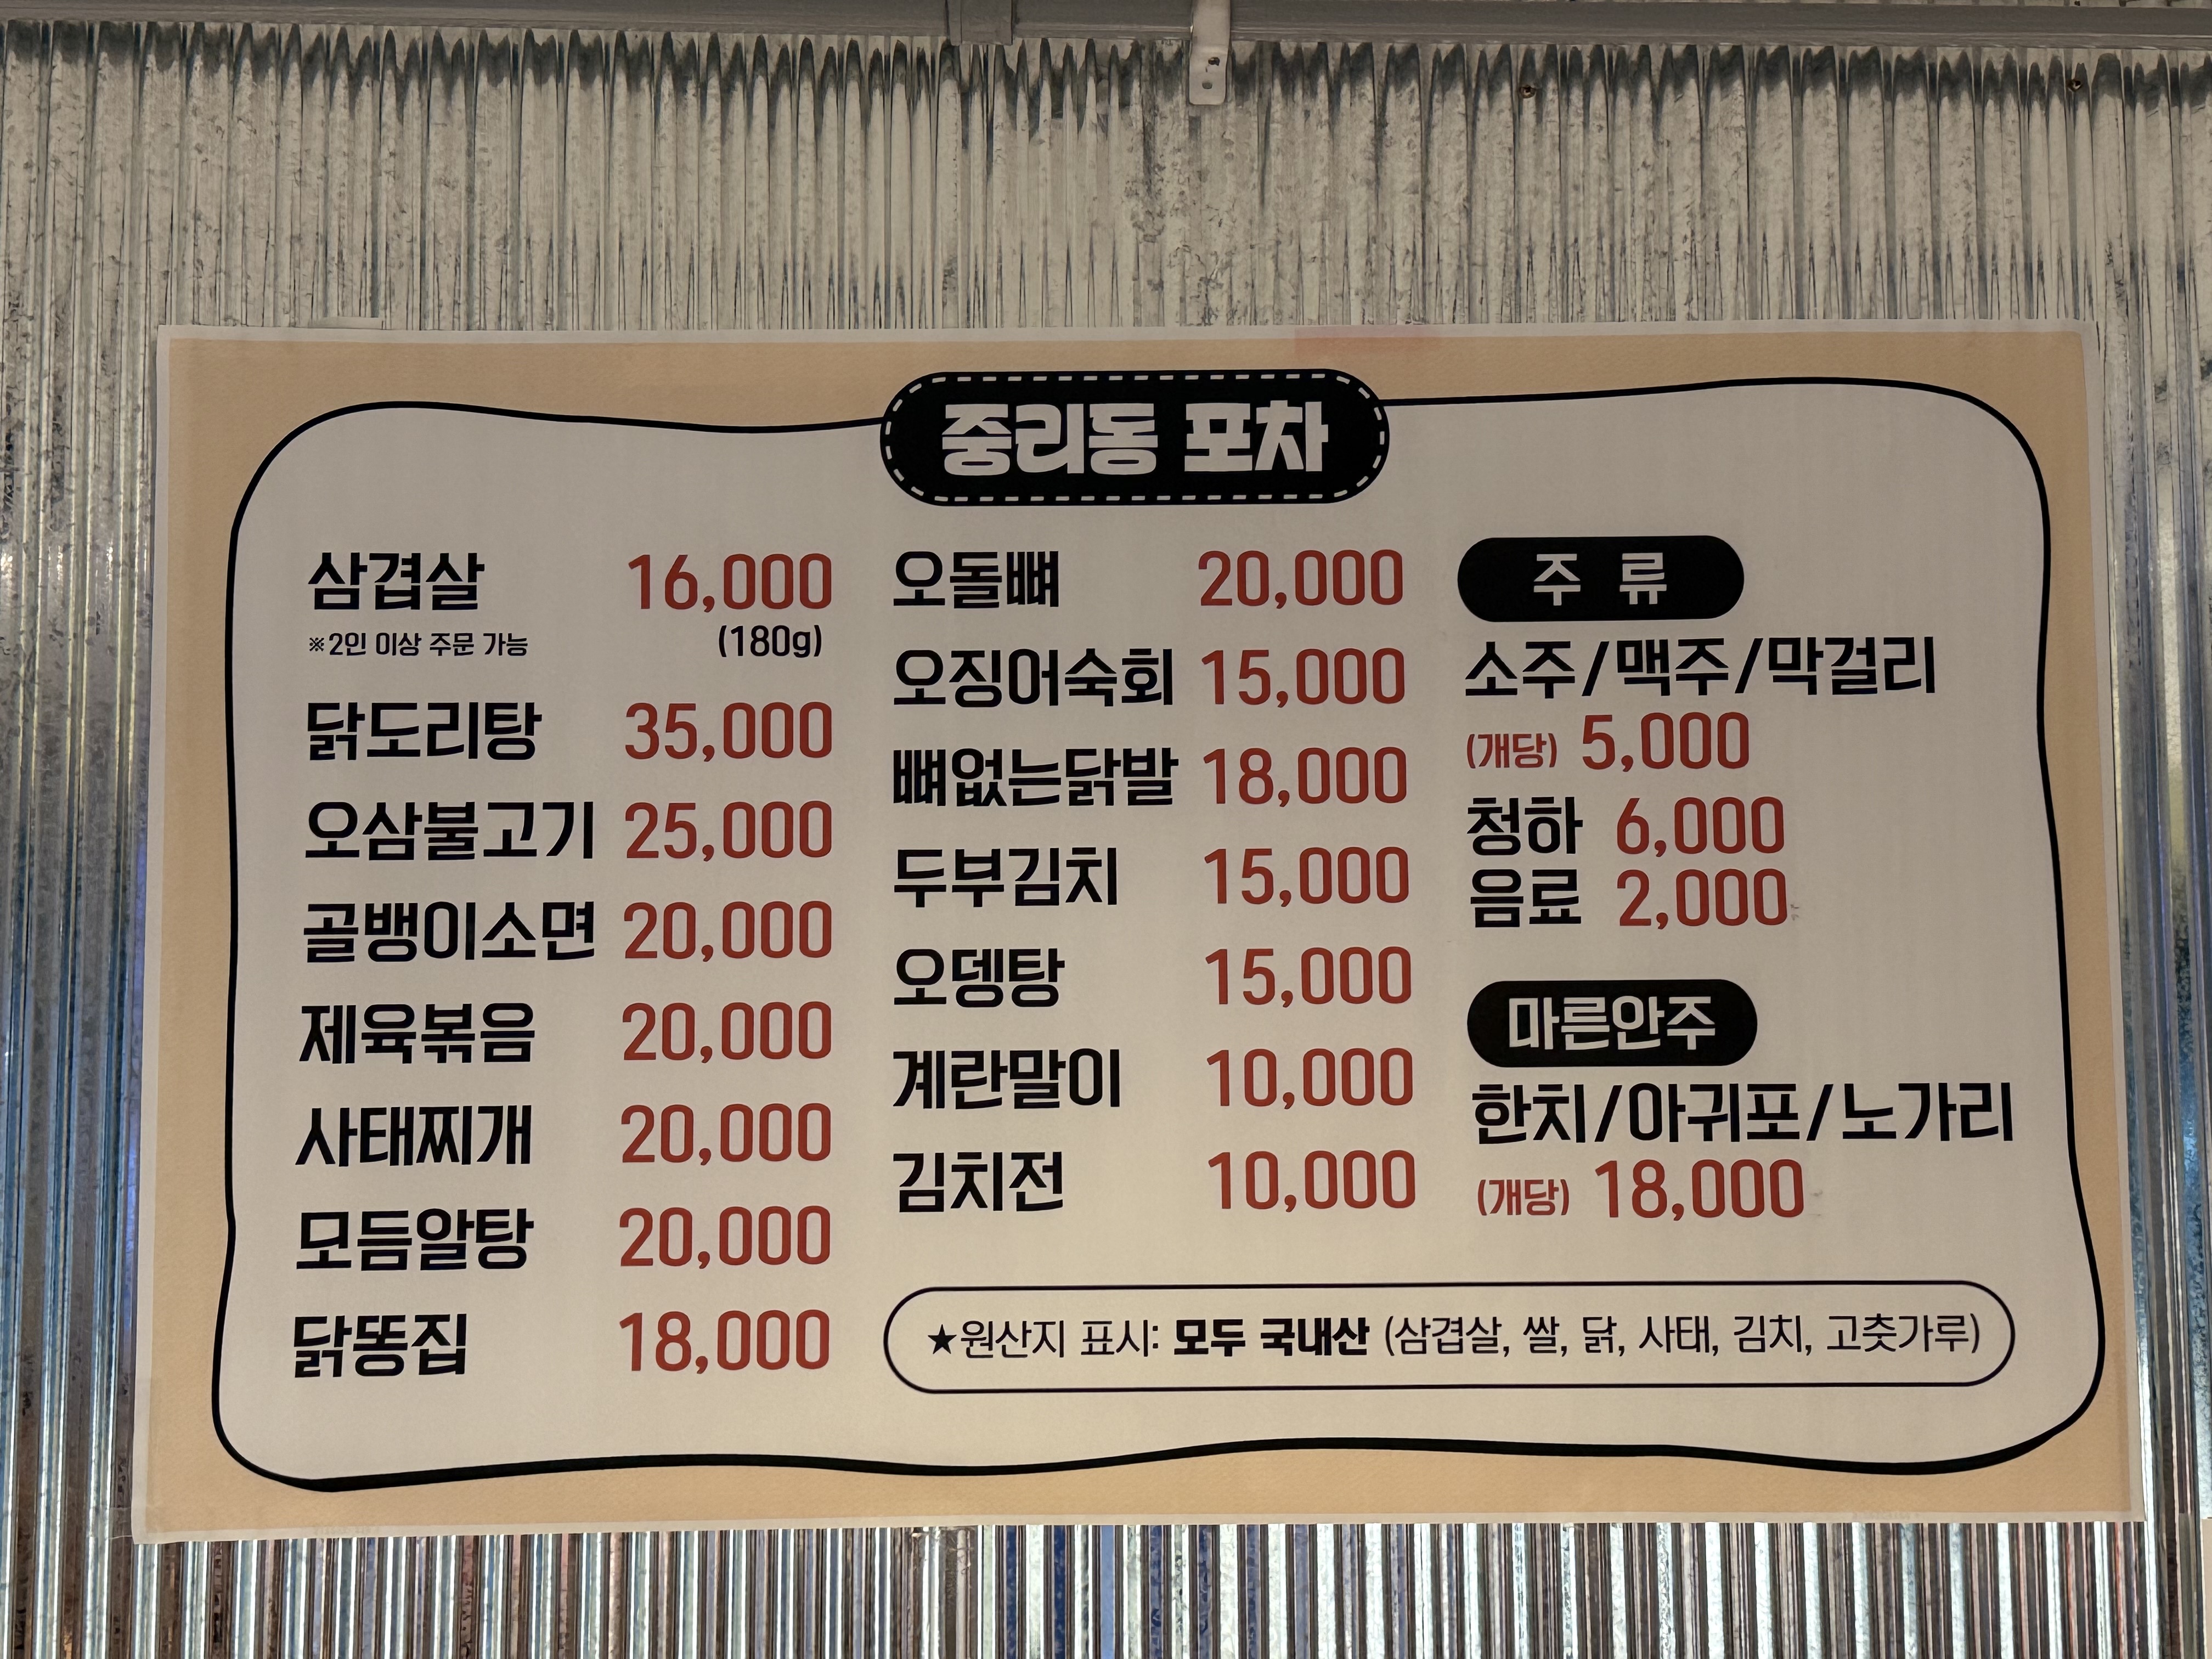 중리동 포차
삼겹살 16,000
※2인 이상 주문 가능 (180g)
닭도리탕 35,000
오삼불고기 25,000
골뱅이소면 20,000
제육볶음 20,000
사태찌개 20,000
모듬알탕 20,000
닭똥집 18,000
오돌뼈 20,000
오징어숙회 15,000
뼈없는닭발 18,000
두부김치 15,000
오뎅탕 15,000
계란말이 10,000
김치전 10,000
주 류
소주/맥주/막걸리
(개당) 5,000
청하 6,000
음료 2,000
마른안주
한치/아귀포/노가리
(개당) 18,000
★원산지 표시: 모두 국내산 (삼겹살, 쌀, 닭, 사태, 김치, 고춧가루)